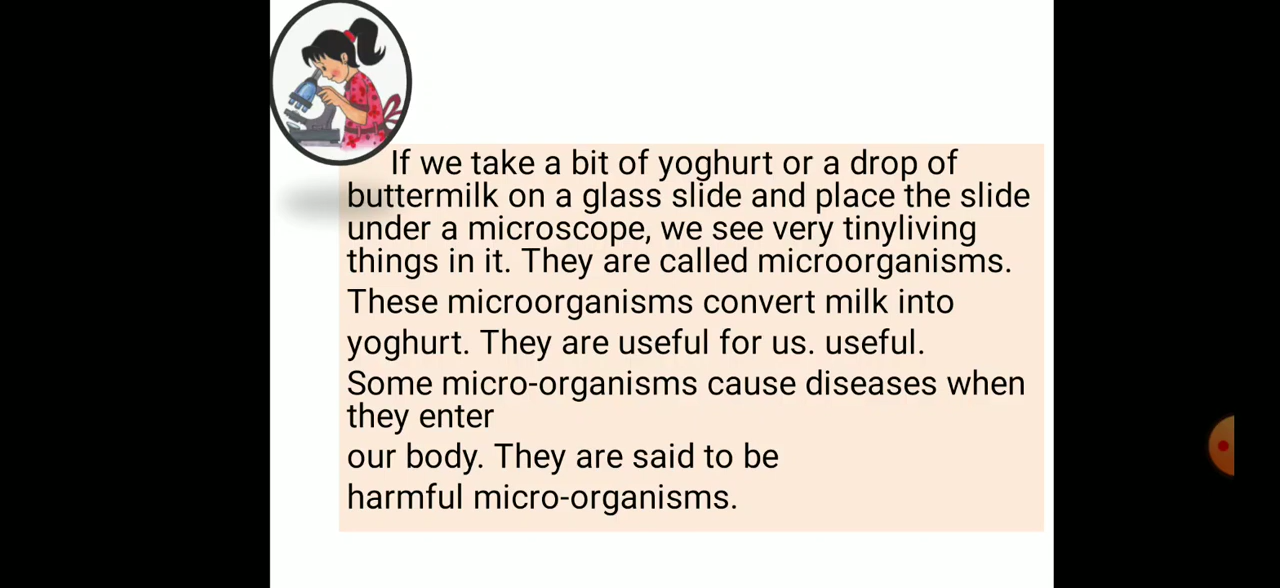 If we take a bit of yoghurt or a drop of
buttermilk on a glass slide and place the slide
under a microscope, we see very tinyliving
things in it. They are called microorganisms.
These microorganisms convert milk into
yoghurt. They are useful for us. useful.
Some micro-organisms cause diseases when
they enter
our body. They are said to be
harmful micro-organisms.